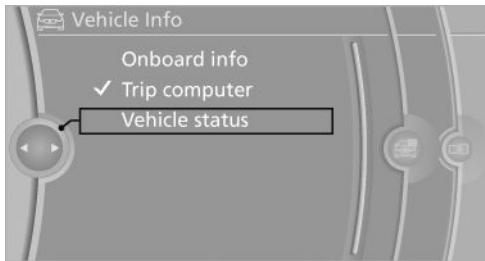 Vehicle Info
Onboard info
Trip computer
Vehicle status